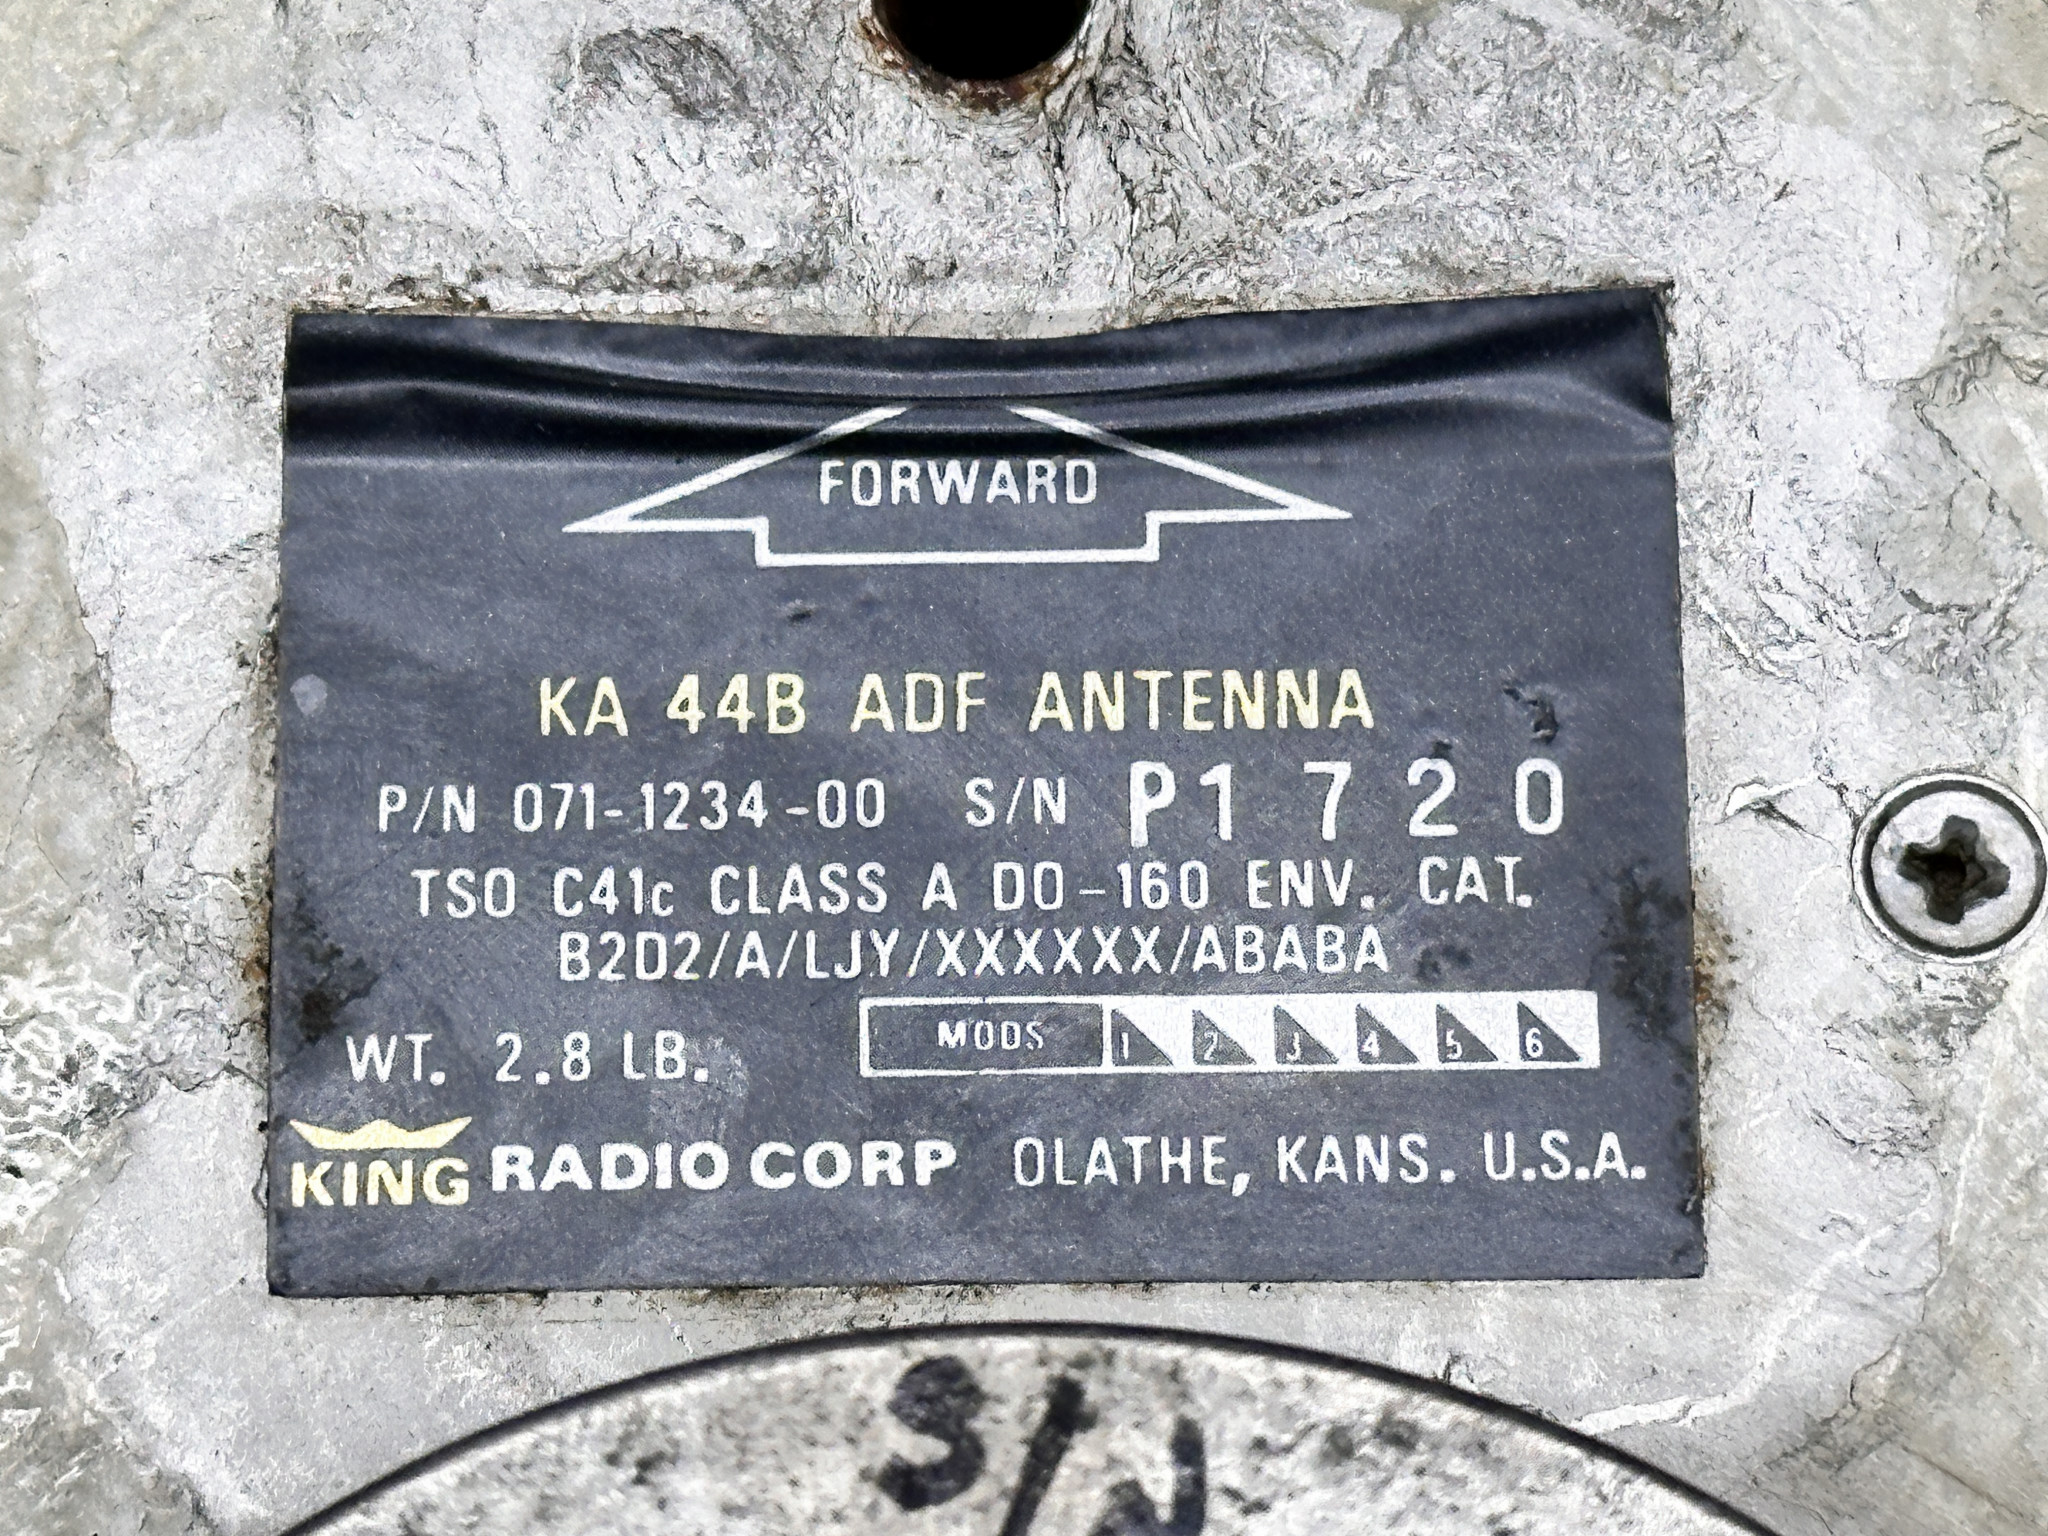 FORWARD
KA 44B ADF ANTENNA
P/N 071-1234-00 S/N P1720
TSO C41c CLASS A DO-160 ENV. CAT.
B2D2/A/LJY/XXXXXX/ABABA
WT. 2.8 LB. MODS 1 2 3 4 5 6
KING RADIO CORP OLATHE, KANS. U.S.A.
S/N